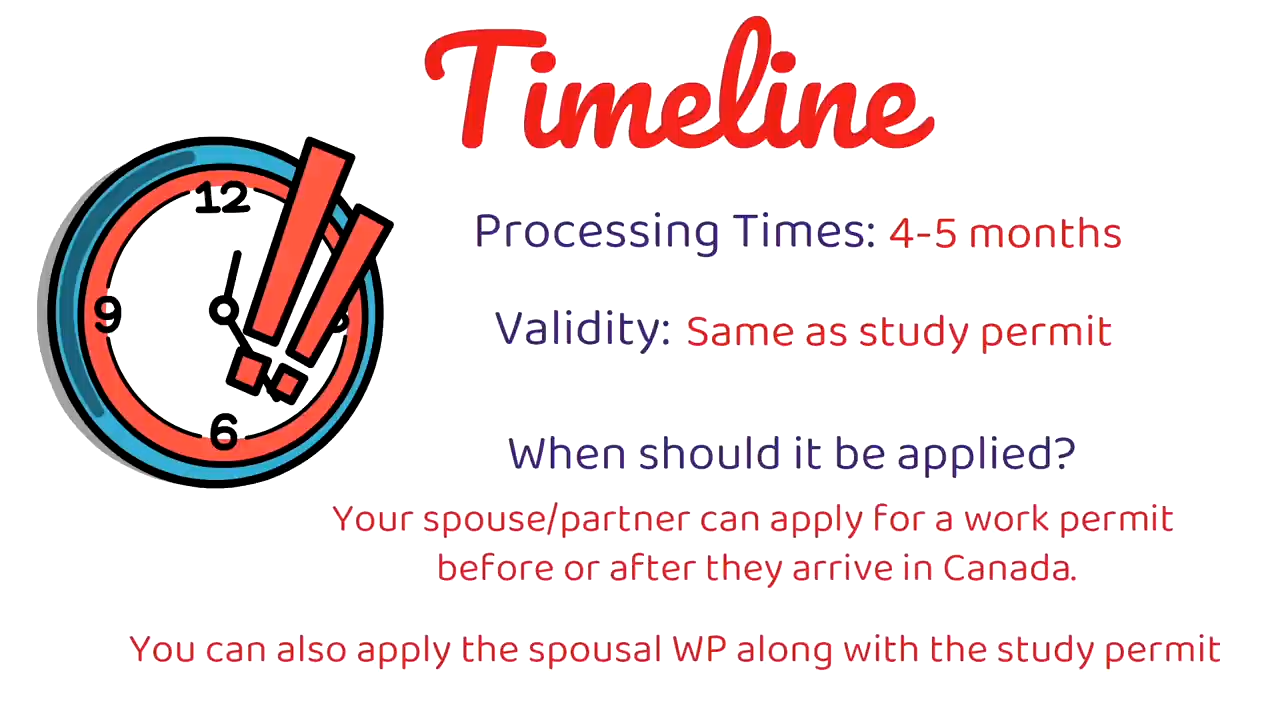 Timeline
12
9
6
Processing Times: 4-5 months
Validity: Same as study permit
When should it be applied?
Your spouse/partner can apply for a work permit
before or after they arrive in Canada.
You can also apply the spousal WP along with the study permit